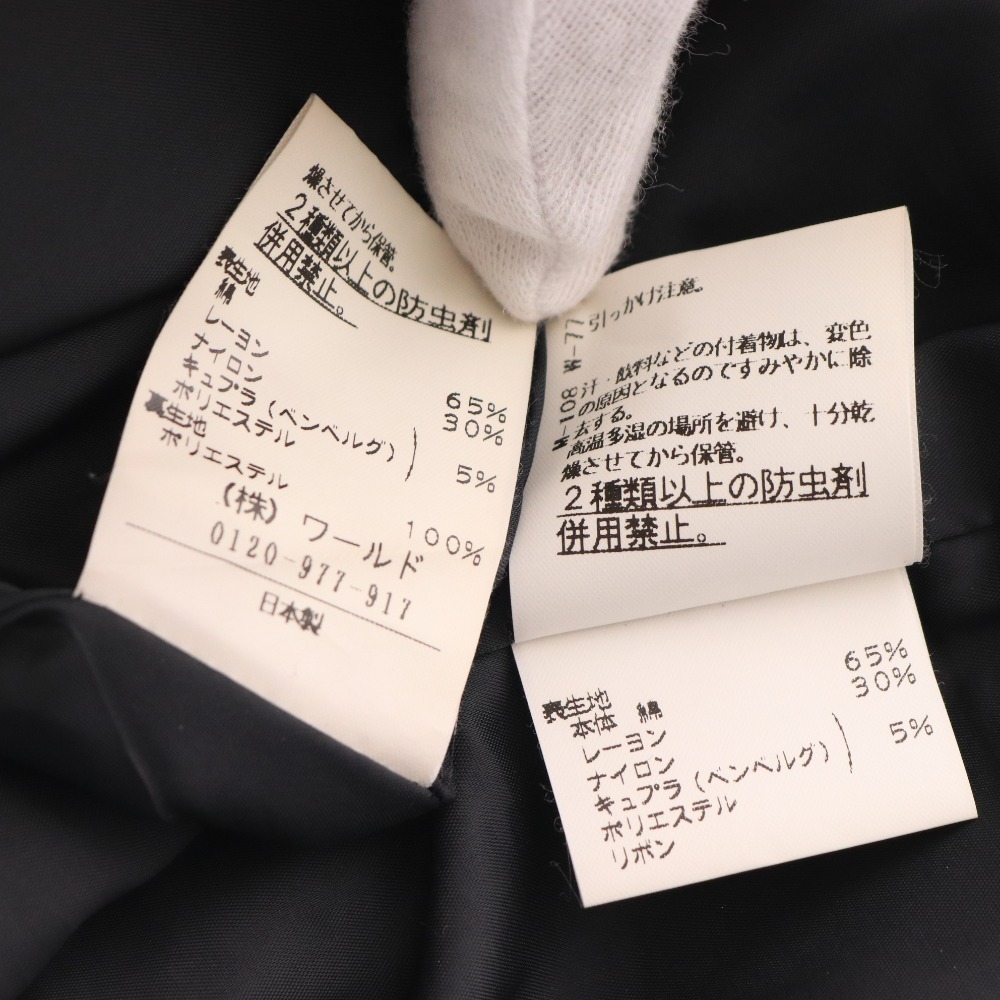 燥させてから保管。
2種類以上の防虫剤
併用禁止。
表生地
綿 65%
レーヨン 30%
ナイロン
キュプラ(ベンベルグ) 5%
ポリエステル
裏生地
ポリエステル 100%
(株) ワールド
0120-977-917
日本製
引っかけ注意。
汗・飲料などの付着物は、変色
の原因となるのですみやかに除
去する。
高温多湿の場所を避け、十分乾
燥させてから保管。
2種類以上の防虫剤
併用禁止。
表生地
本体 綿 65%
レーヨン 30%
ナイロン
キュプラ(ベンベルグ) 5%
ポリエステル
リボン